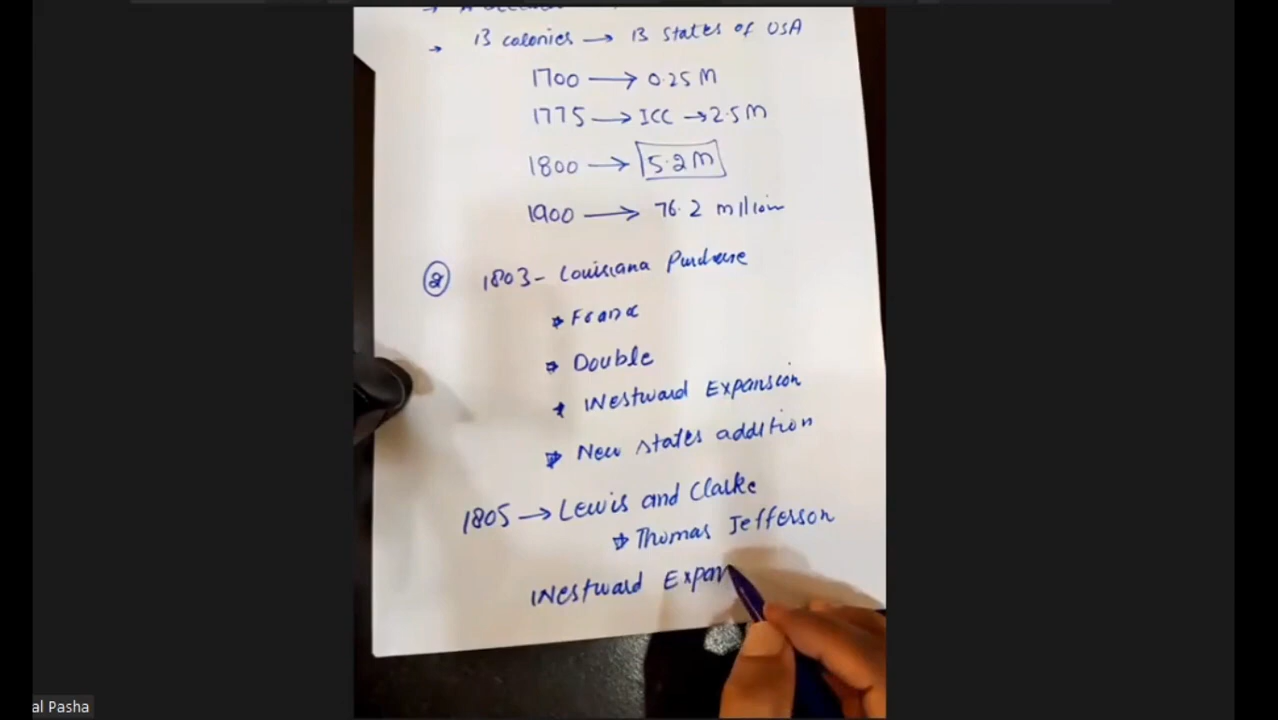 → 13 colonies → 13 states of USA
1700 → 0.25 M
1775 → ICC → 2.5 M
1800 → 5.2 M
1900 → 76.2 million
② 1803 - Louisiana Purchase
France
Double
Westward Expansion
New states addition
1805 → Lewis and Clarke
Thomas Jefferson
Westward Expan
al Pasha